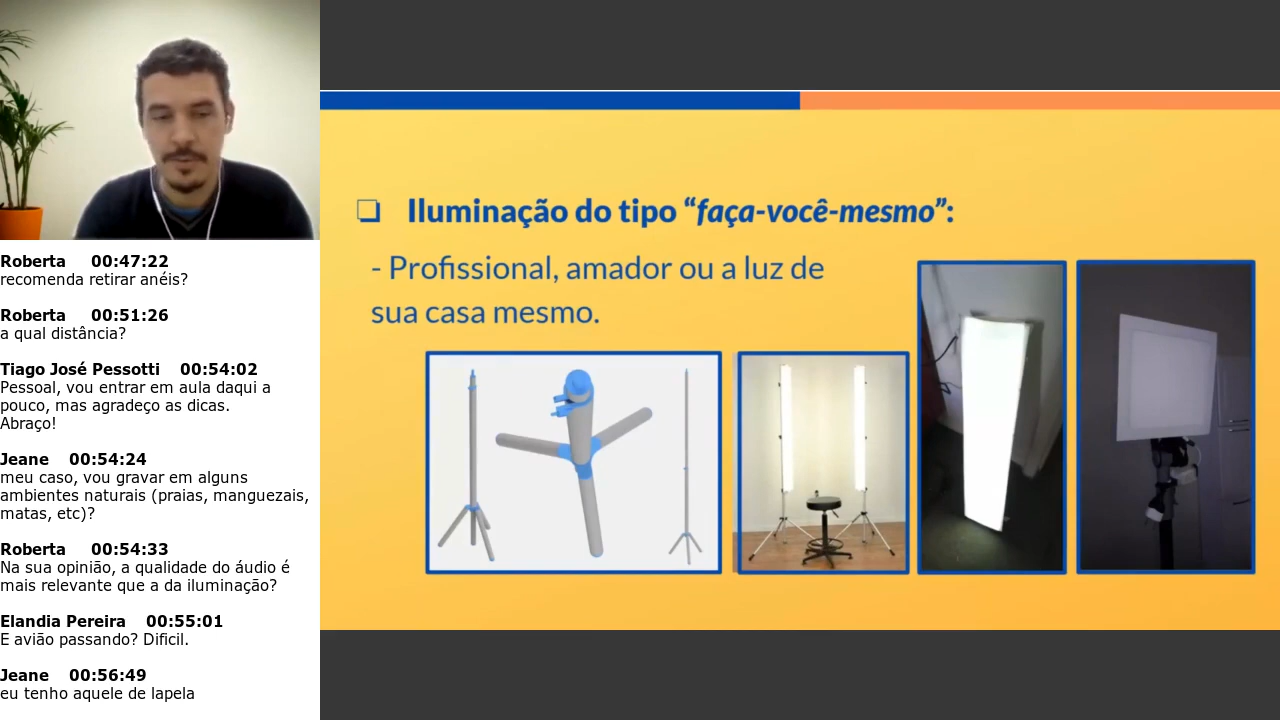 Roberta 00:47:22
recomenda retirar anéis?
Roberta 00:51:26
a qual distância?
Tiago José Pessotti 00:54:02
Pessoal, vou entrar em aula daqui a
pouco, mas agradeço as dicas.
Abraço!
Jeane 00:54:24
meu caso, vou gravar em alguns
ambientes naturais (praias, manguezais,
matas, etc)?
Roberta 00:54:33
Na sua opinião, a qualidade do áudio é
mais relevante que a da iluminação?
Elandia Pereira 00:55:01
E avião passando? Dificil.
Jeane 00:56:49
eu tenho aquele de lapela
❏ Iluminação do tipo “faça-você-mesmo”:
- Profissional, amador ou a luz de
sua casa mesmo.